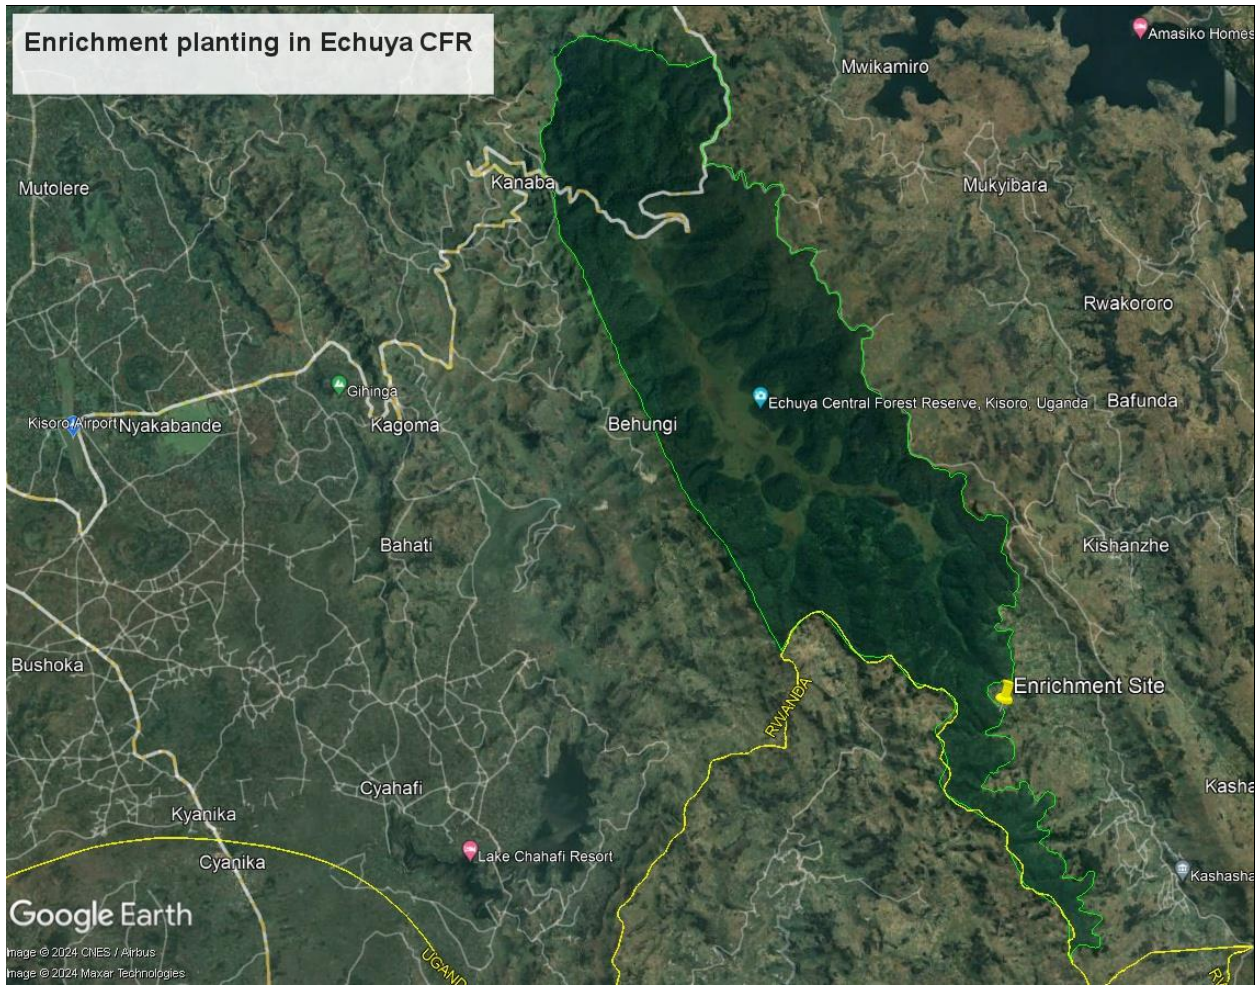 Enrichment planting in Echuya CFR
Amasiko Homes
Mwikamiro
Mutolere
Kanaba
Mukyibara
Rwakororo
Gihinga
Echuya Central Forest Reserve, Kisoro, Uganda
Bafunda
Kisoro Airport
Nyakabande
Kagoma
Behungi
Bahati
Kishanzhe
Bushoka
Enrichment Site
RWANDA
Cyahafi
Kasha
Kyanika
Cyanika
Lake Chahafi Resort
Kashasha
Google Earth
Image © 2024 CNES / Airbus
Image © 2024 Maxar Technologies
UGAND
RW